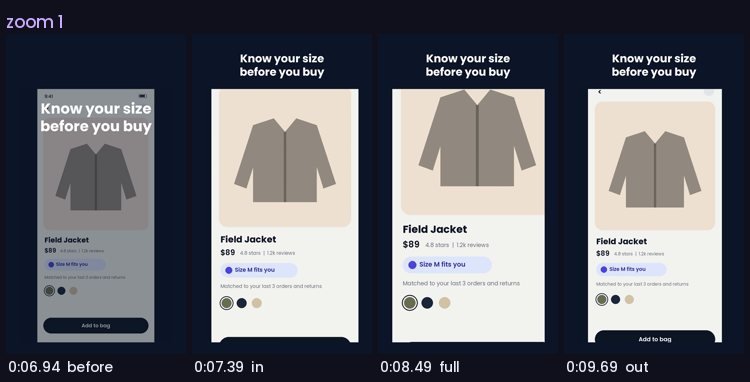 zoom 1
9:41
Know your size
before you buy
Field Jacket
$89 4.8 stars | 1.2k reviews
Size M fits you
Matched to your last 3 orders and returns
Add to bag
0:06.94 before
Know your size
before you buy
Field Jacket
$89 4.8 stars | 1.2k reviews
Size M fits you
Matched to your last 3 orders and returns
0:07.39 in
Know your size
before you buy
Field Jacket
$89 4.8 stars | 1.2k reviews
Size M fits you
Matched to your last 3 orders and returns
0:08.49 full
Know your size
before you buy
Field Jacket
$89 4.8 stars | 1.2k reviews
Size M fits you
Matched to your last 3 orders and returns
Add to bag
0:09.69 out